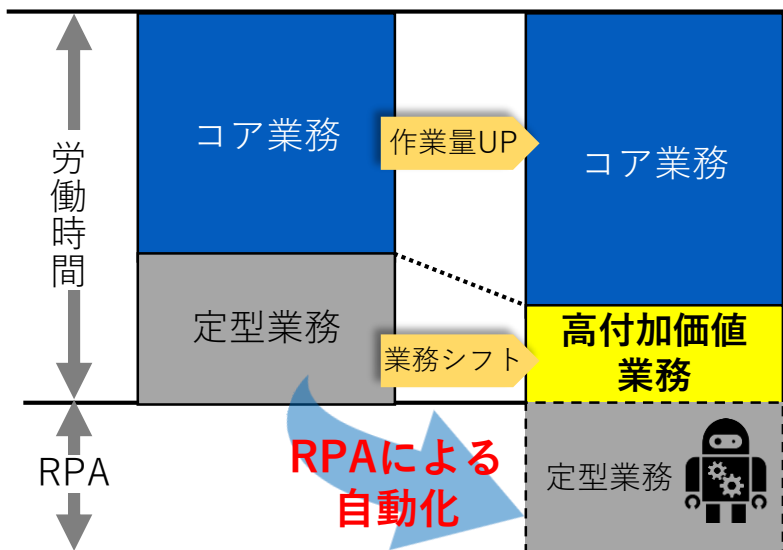 労働時間
コア業務
作業量UP
コア業務
定型業務
業務シフト
高付加価値
業務
RPA
RPAによる
自動化
定型業務